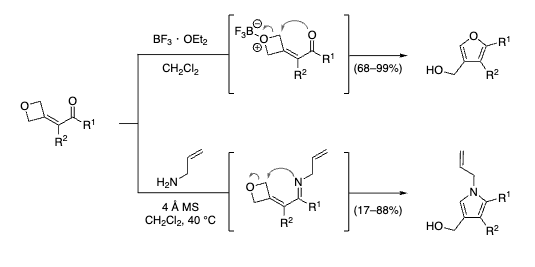 BF3 · OEt2
CH2Cl2
F3B
⊖
O
⊕
O
R1
R2
(68–99%)
O
R1
R2
HO
O
O
R1
R2
H2N
4 Å MS
CH2Cl2, 40 °C
O
N
R1
R2
(17–88%)
N
R1
R2
HO